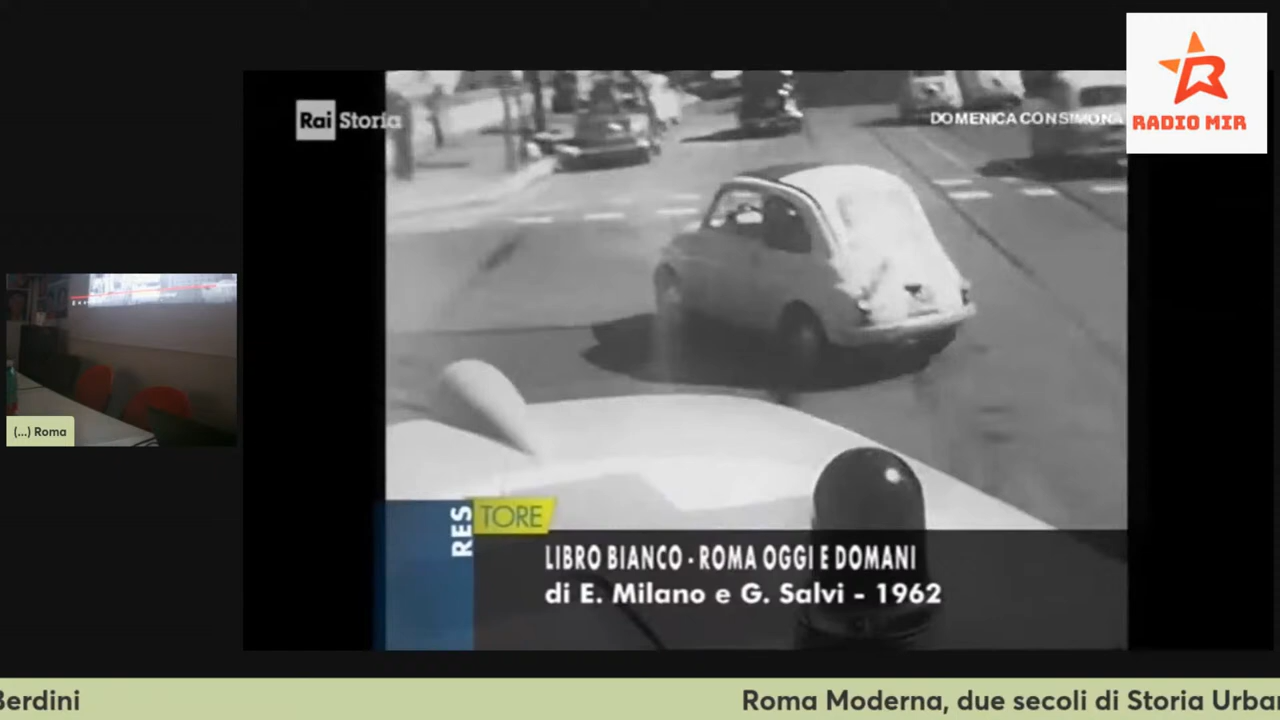 Rai Storia
DOMENICA CON SIMONA
RADIO MIR
(...) Roma
RES
TORE
LIBRO BIANCO - ROMA OGGI E DOMANI
di E. Milano e G. Salvi - 1962
Berdini
Roma Moderna, due secoli di Storia Urba